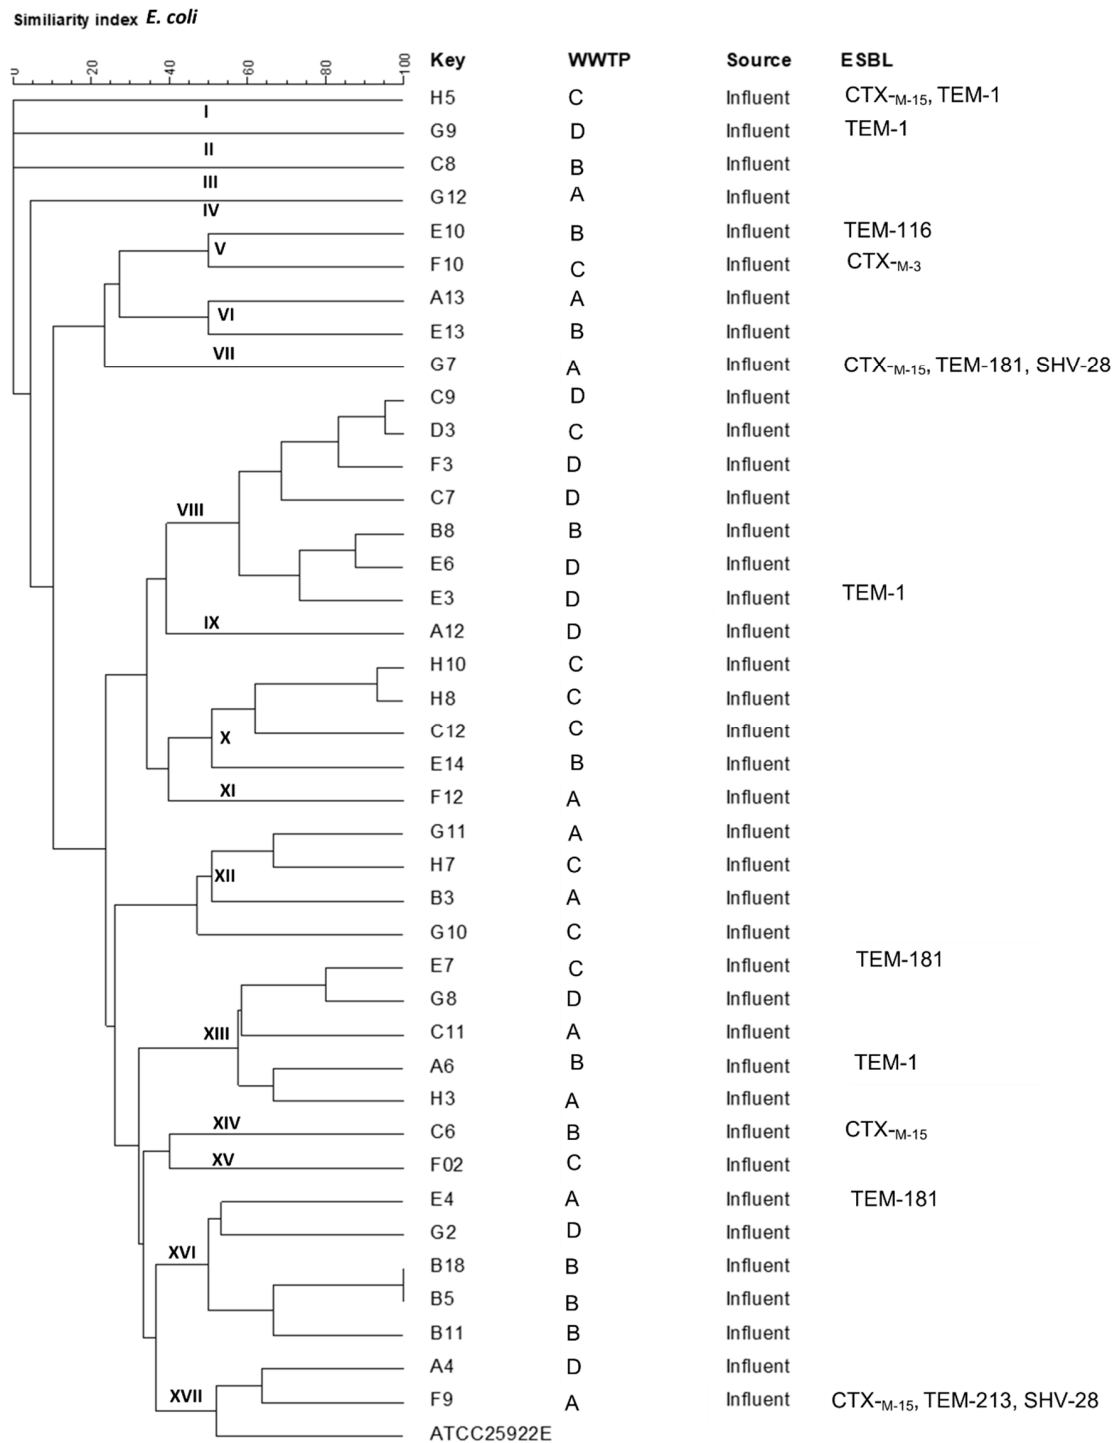 Similiarity index E. coli
0 20 40 60 80 100 Key WWTP Source ESBL
H5 C Influent CTX-M-15, TEM-1
I
G9 D Influent TEM-1
II
C8 B Influent
III
G12 A Influent
IV
E10 B Influent TEM-116
V
F10 C Influent CTX-M-3
A13 A Influent
VI
E13 B Influent
VII
G7 A Influent CTX-M-15, TEM-181, SHV-28
C9 D Influent
D3 C Influent
F3 D Influent
C7 D Influent
VIII
B8 B Influent
E6 D Influent
E3 D Influent TEM-1
IX
A12 D Influent
H10 C Influent
H8 C Influent
C12 C Influent
X
E14 B Influent
XI
F12 A Influent
G11 A Influent
H7 C Influent
XII
B3 A Influent
G10 C Influent
E7 C Influent TEM-181
G8 D Influent
C11 A Influent
XIII
A6 B Influent TEM-1
H3 A Influent
XIV
C6 B Influent CTX-M-15
XV
F02 C Influent
E4 A Influent TEM-181
G2 D Influent
XVI
B18 B Influent
B5 B Influent
B11 B Influent
A4 D Influent
XVII
F9 A Influent CTX-M-15, TEM-213, SHV-28
ATCC25922E